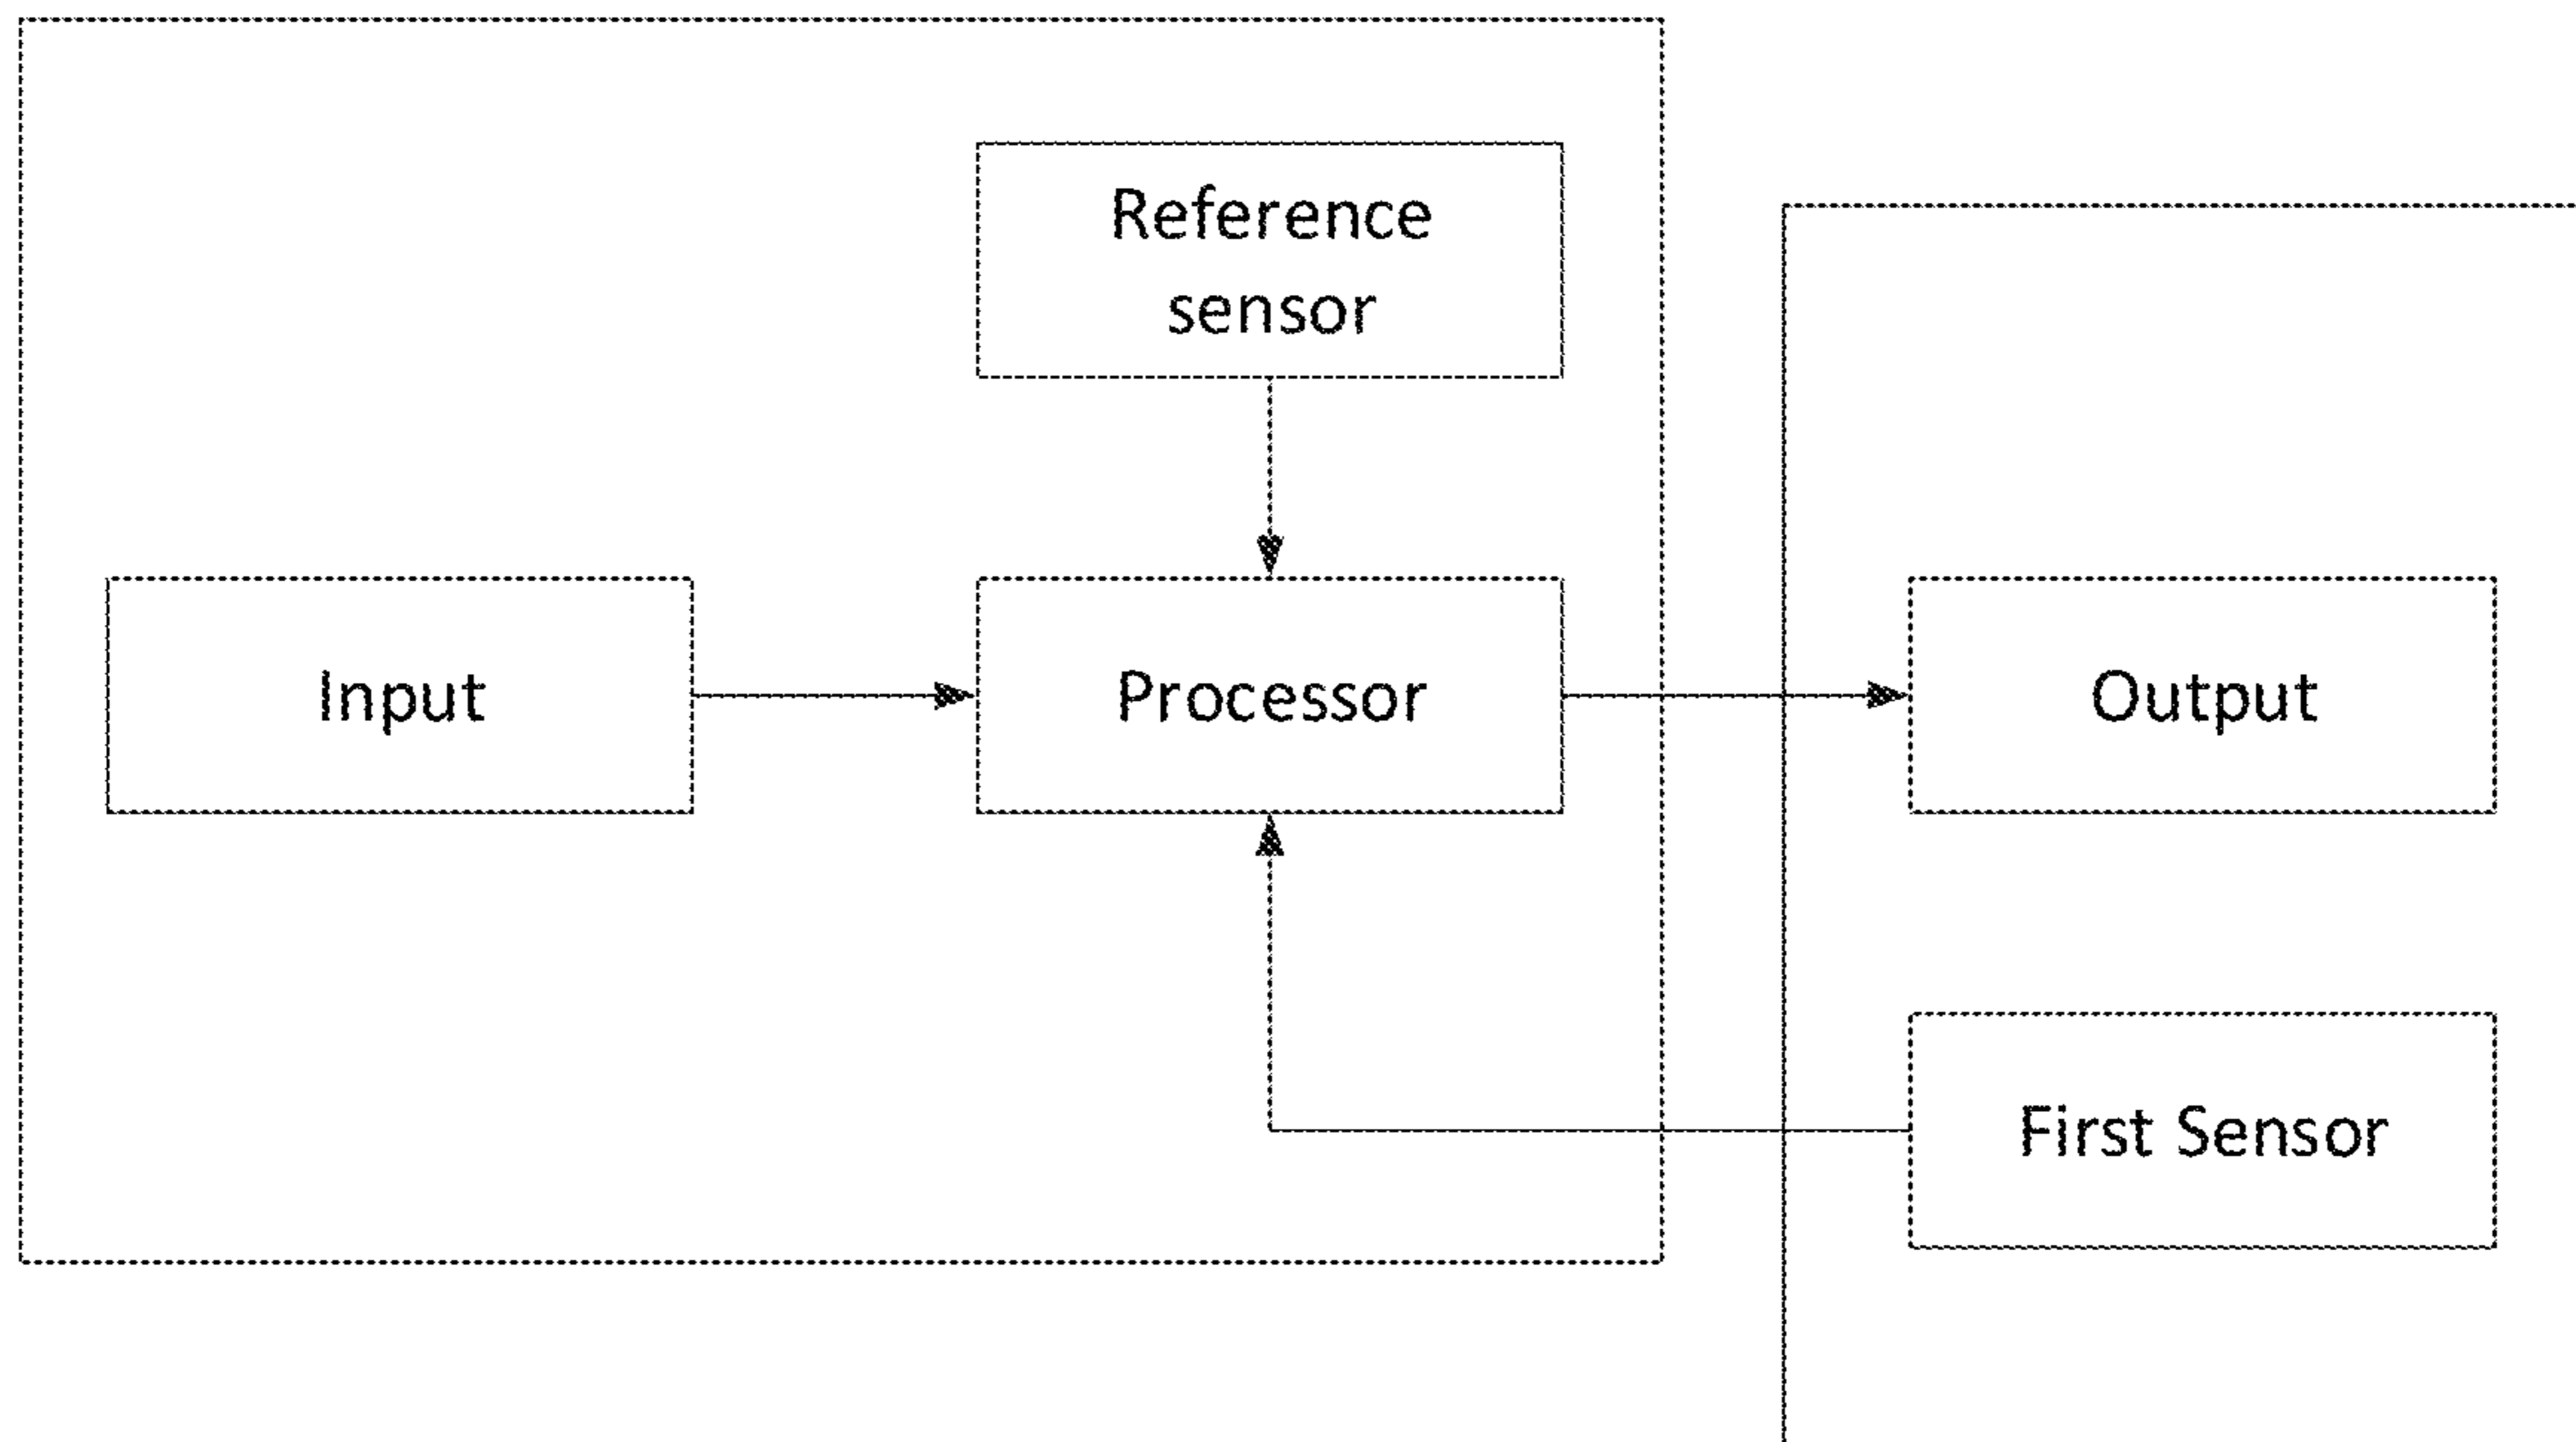 Reference
sensor
Input
Processor
Output
First Sensor